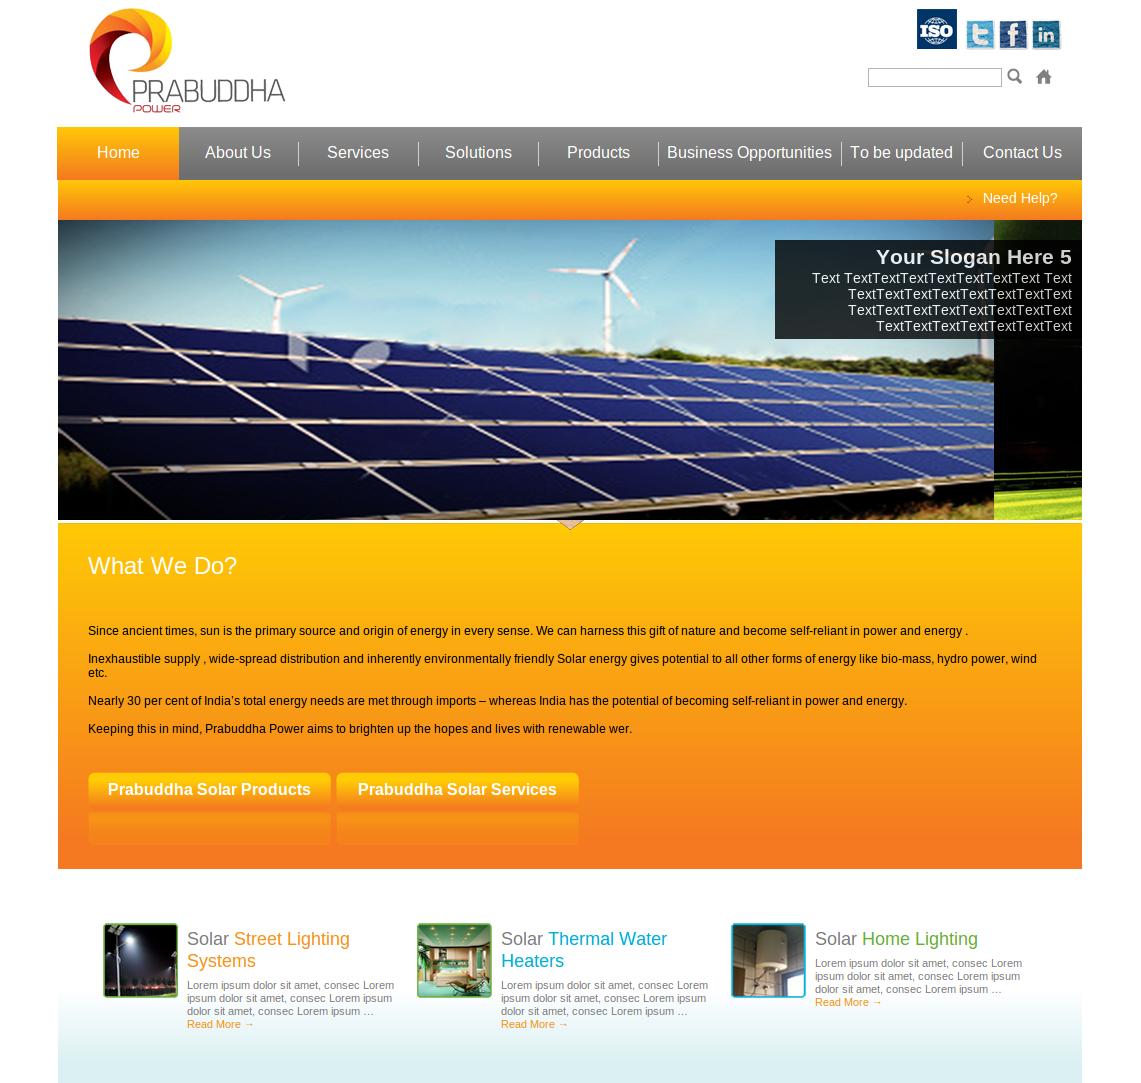 PRABUDDHA
POWER
ISO
Home
About Us
Services
Solutions
Products
Business Opportunities
To be updated
Contact Us
Need Help?
Your Slogan Here 5
Text TextTextTextTextTextTextText Text
TextTextTextTextTextTextTextText
TextTextTextTextTextTextTextText
TextTextTextTextTextTextText
What We Do?
Since ancient times, sun is the primary source and origin of energy in every sense. We can harness this gift of nature and become self-reliant in power and energy .
Inexhaustible supply , wide-spread distribution and inherently environmentally friendly Solar energy gives potential to all other forms of energy like bio-mass, hydro power, wind
etc.
Nearly 30 per cent of India's total energy needs are met through imports – whereas India has the potential of becoming self-reliant in power and energy.
Keeping this in mind, Prabuddha Power aims to brighten up the hopes and lives with renewable wer.
Prabuddha Solar Products
Prabuddha Solar Services
Solar Street Lighting
Systems
Lorem ipsum dolor sit amet, consec Lorem
ipsum dolor sit amet, consec Lorem ipsum
dolor sit amet, consec Lorem ipsum ...
Read More →
Solar Thermal Water
Heaters
Lorem ipsum dolor sit amet, consec Lorem
ipsum dolor sit amet, consec Lorem ipsum
dolor sit amet, consec Lorem ipsum ...
Read More →
Solar Home Lighting
Lorem ipsum dolor sit amet, consec Lorem
ipsum dolor sit amet, consec Lorem ipsum
dolor sit amet, consec Lorem ipsum ...
Read More →